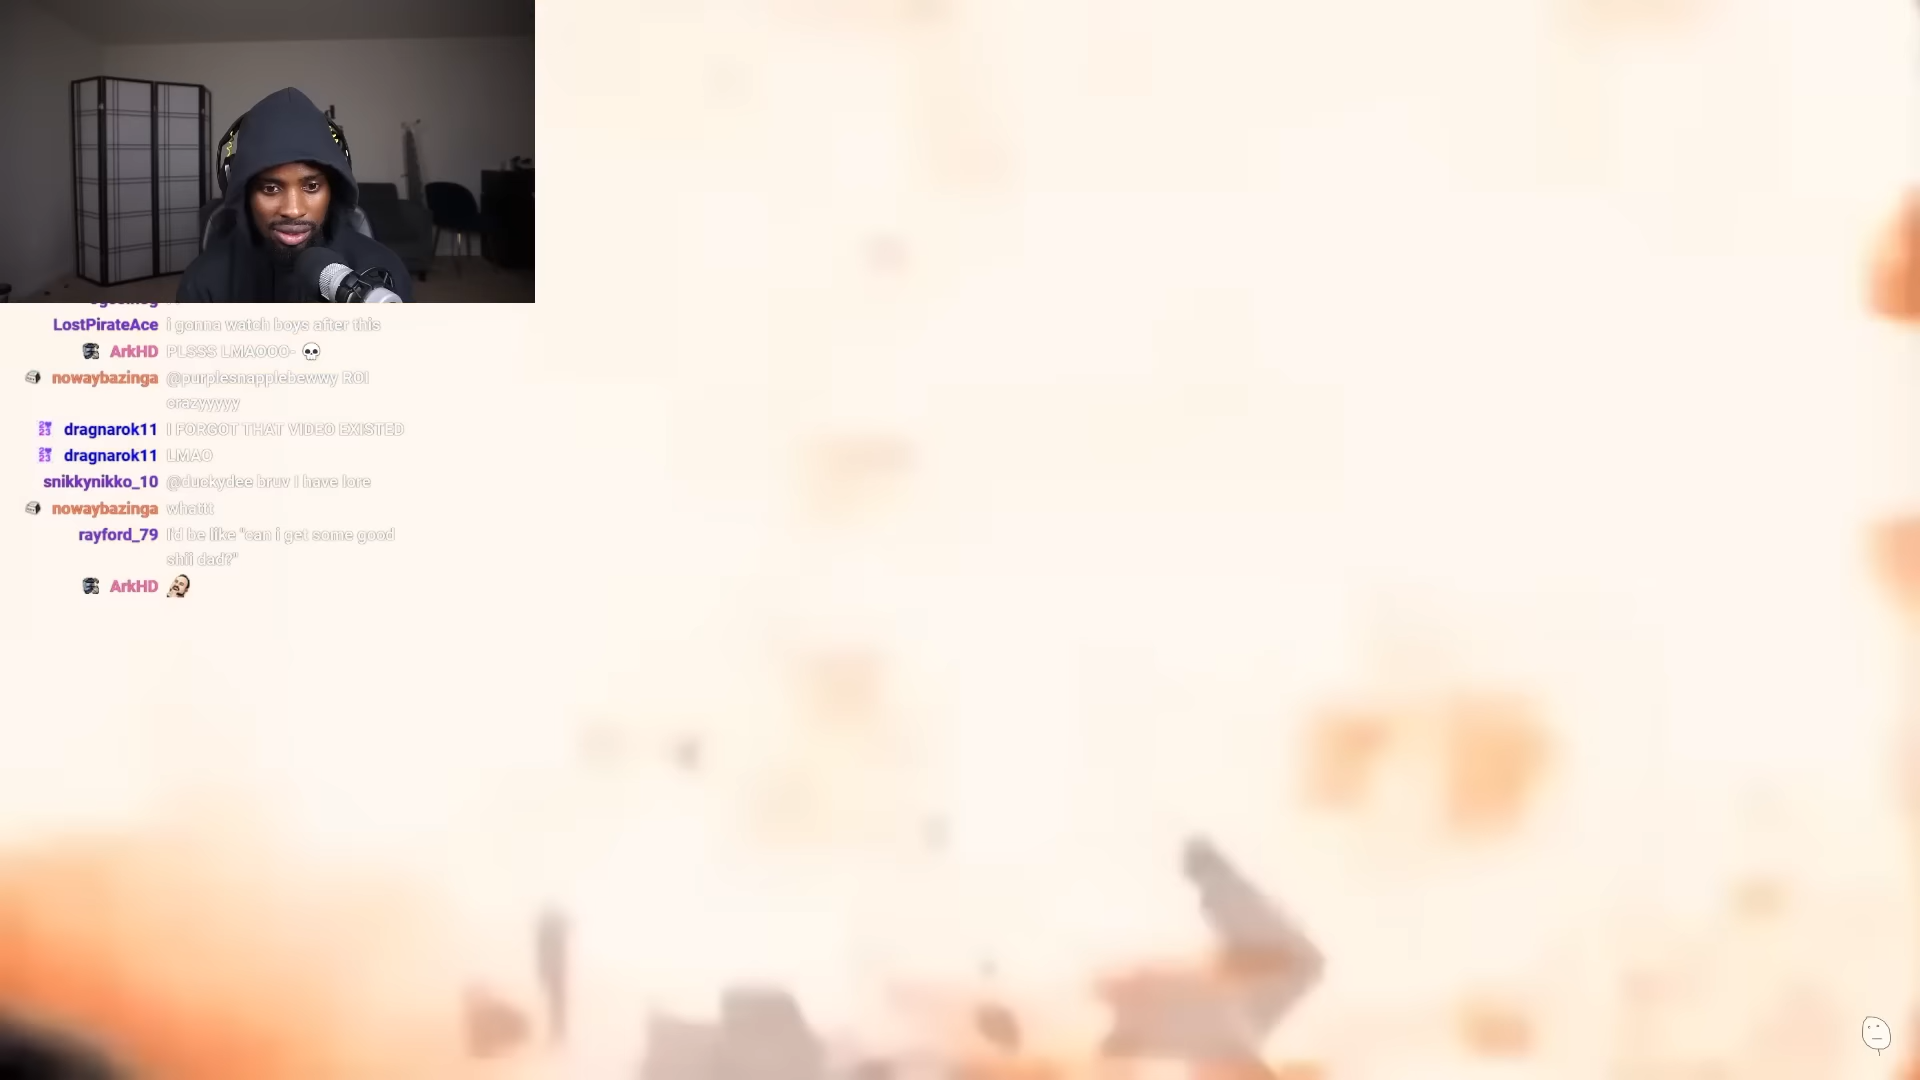 LostPirateAce i gonna watch boys after this
ArkHD PLSSS LMAOOO-
nowaybazinga @purplesnapplebewwy ROI
crazyyyyy
dragnarok11 I FORGOT THAT VIDEO EXISTED
dragnarok11 LMAO
snikkynikko_10 @duckydee bruv I have lore
nowaybazinga whattt
rayford_79 I'd be like "can i get some good
shii dad?"
ArkHD